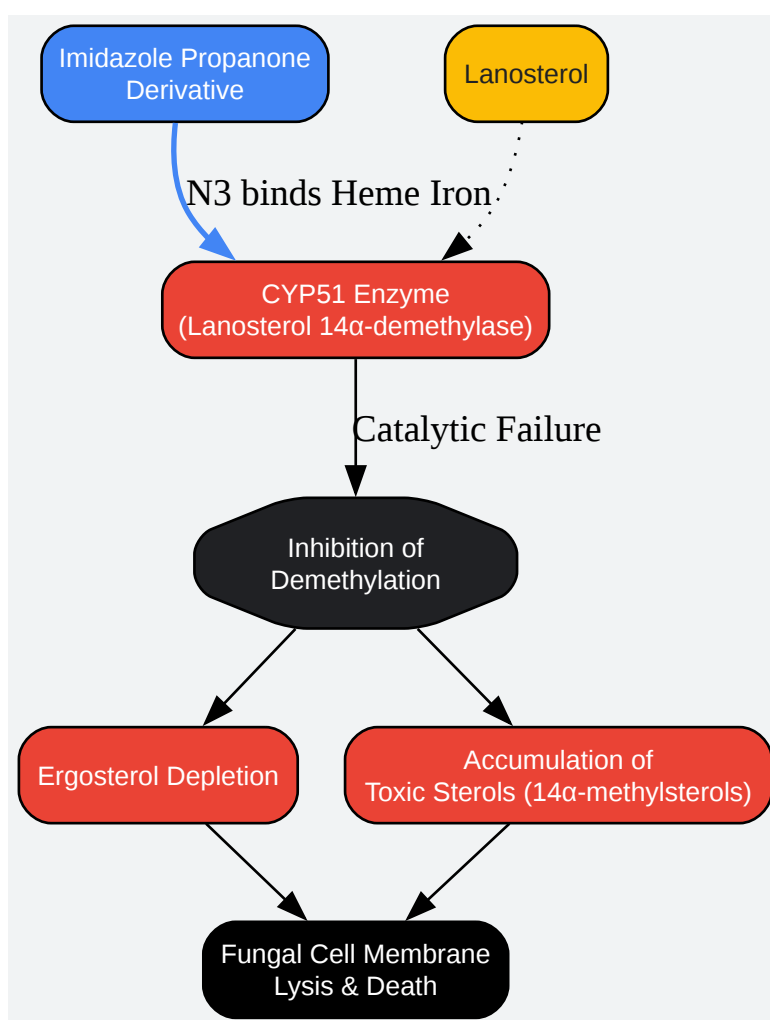 Imidazole Propanone
Derivative
Lanosterol
N3 binds Heme Iron
CYP51 Enzyme
(Lanosterol 14α-demethylase)
Catalytic Failure
Inhibition of
Demethylation
Ergosterol Depletion
Accumulation of
Toxic Sterols (14α-methylsterols)
Fungal Cell Membrane
Lysis & Death